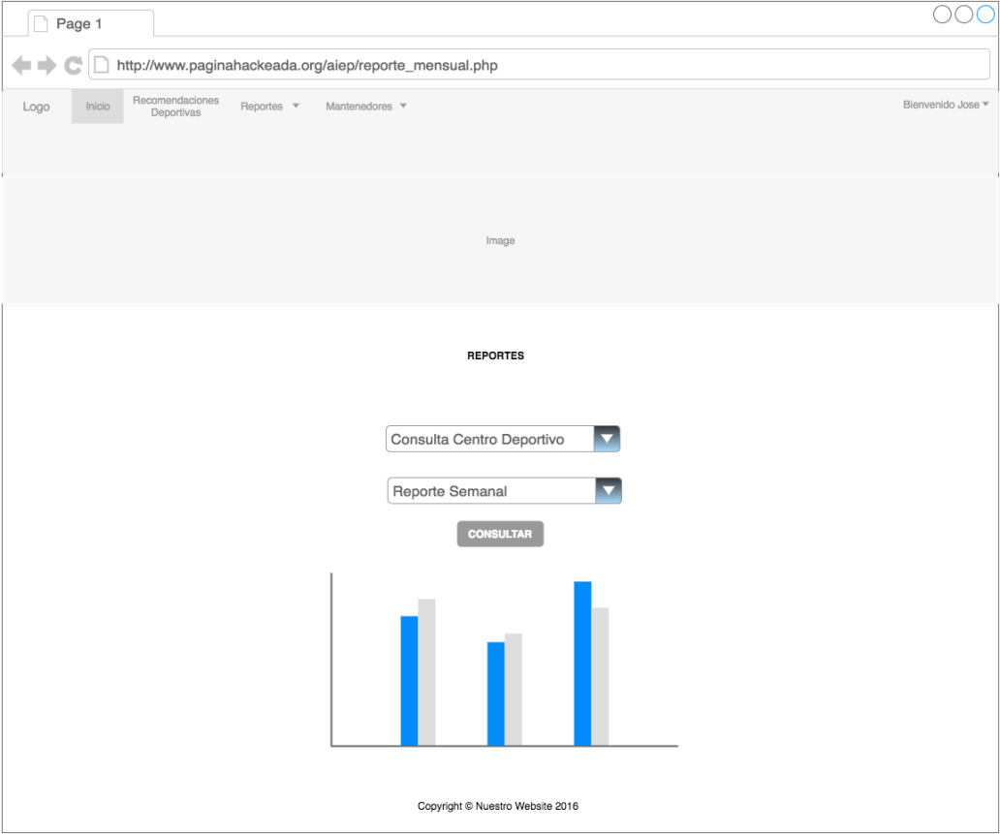 Page 1
http://www.paginahackeada.org/aiep/reporte_mensual.php
Logo
Inicio
Recomendaciones
Deportivas
Reportes
Mantenedores
Bienvenido Jose
Image
REPORTES
Consulta Centro Deportivo
Reporte Semanal
CONSULTAR
Copyright © Nuestro Website 2016